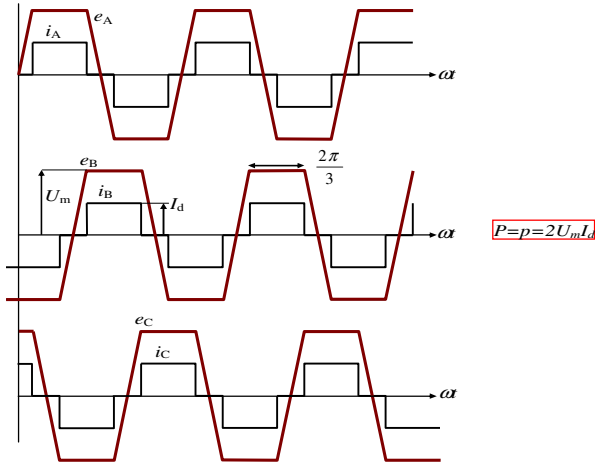 e_A
i_A
ωt
e_B
2π/3
U_m
i_B
I_d
ωt
P=p=2U_mI_d
e_C
i_C
ωt